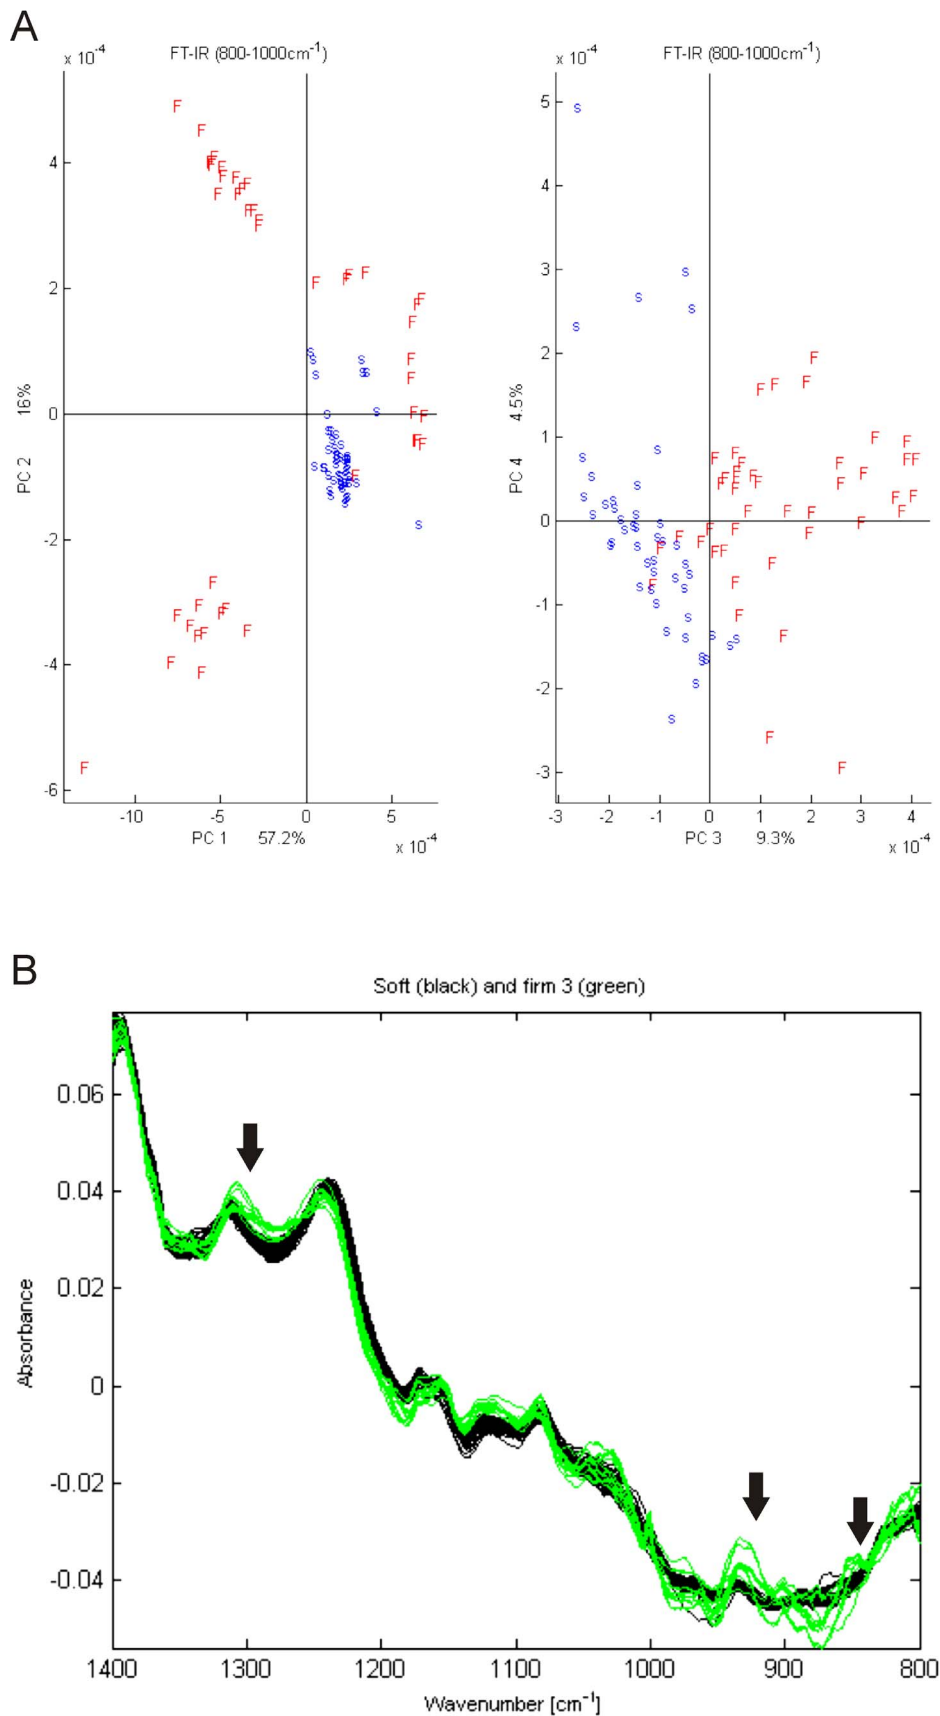 A
x 10-4
FT-IR (800-1000cm-1)
4
2
0
-2
-4
-6
PC 2 16%
-10 -5 0 5
PC 1 57.2%
x 10-4
x 10-4
FT-IR (800-1000cm-1)
5
4
3
2
1
0
-1
-2
-3
PC 4 4.5%
-3 -2 -1 0 1 2 3 4
PC 3 9.3%
x 10-4
B
Soft (black) and firm 3 (green)
0.06
0.04
0.02
0
-0.02
-0.04
Absorbance
1400 1300 1200 1100 1000 900 800
Wavenumber [cm-1]